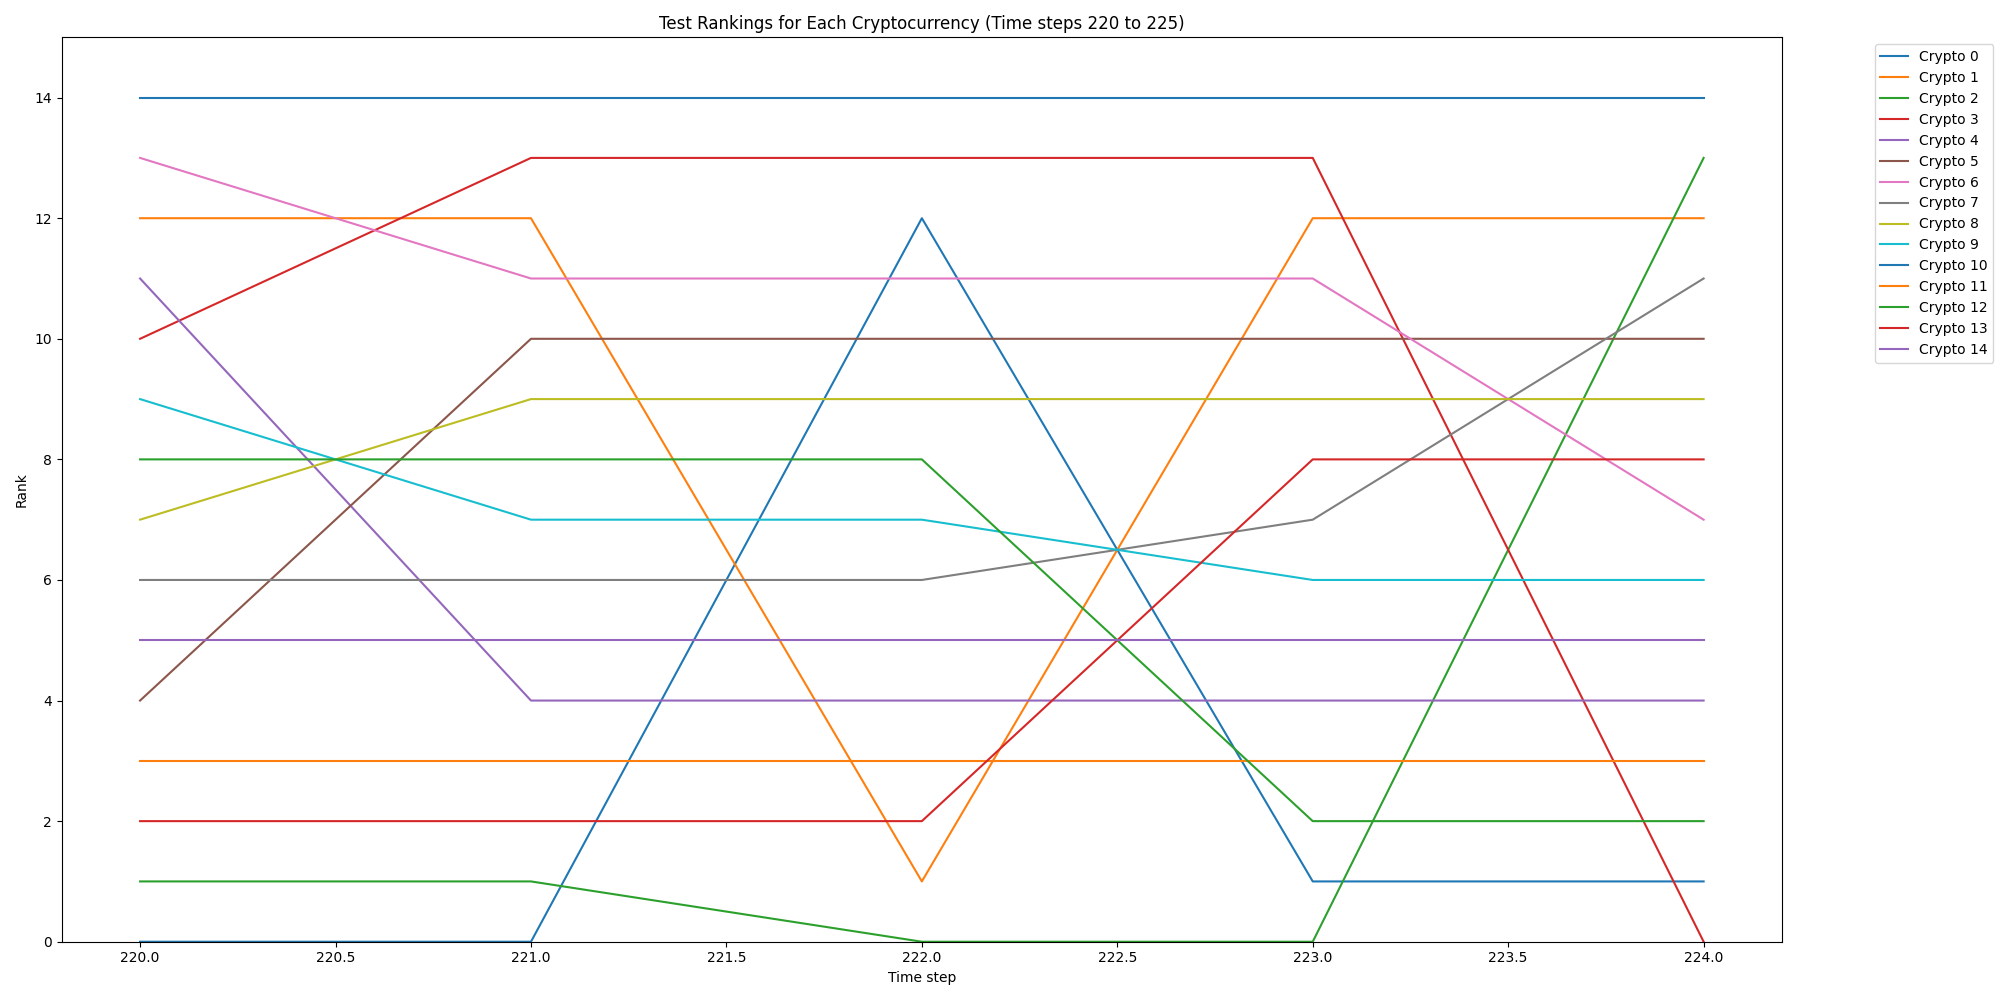 Test Rankings for Each Cryptocurrency (Time steps 220 to 225)
14
12
10
8
6
4
2
0
Rank
220.0 220.5 221.0 221.5 222.0 222.5 223.0 223.5 224.0
Time step
Crypto 0
Crypto 1
Crypto 2
Crypto 3
Crypto 4
Crypto 5
Crypto 6
Crypto 7
Crypto 8
Crypto 9
Crypto 10
Crypto 11
Crypto 12
Crypto 13
Crypto 14